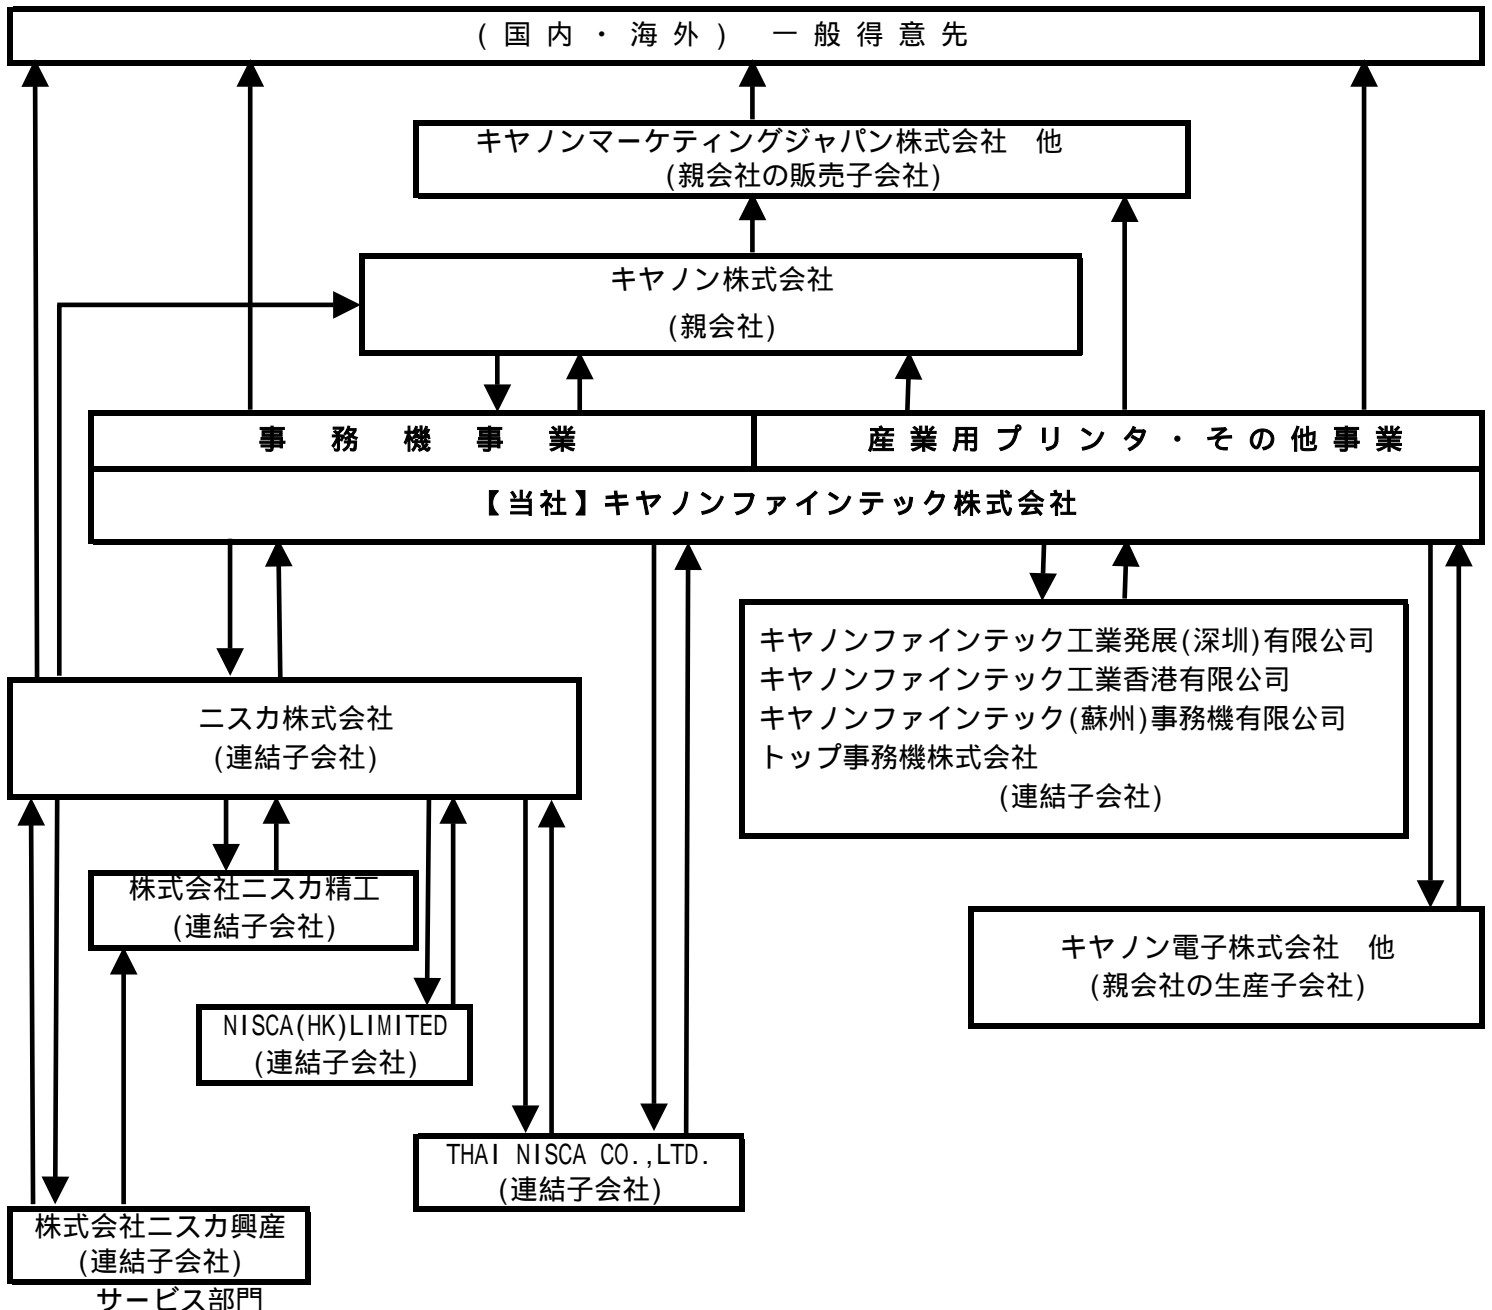 (国内・海外) 一般得意先
キヤノンマーケティングジャパン株式会社 他
(親会社の販売子会社)
キヤノン株式会社
(親会社)
事務機事業
産業用プリンタ・その他事業
【当社】キヤノンファインテック株式会社
キヤノンファインテック工業発展(深圳)有限公司
キヤノンファインテック工業香港有限公司
キヤノンファインテック(蘇州)事務機有限公司
トップ事務機株式会社
(連結子会社)
ニスカ株式会社
(連結子会社)
株式会社ニスカ精工
(連結子会社)
キヤノン電子株式会社 他
(親会社の生産子会社)
NISCA(HK)LIMITED
(連結子会社)
THAI NISCA CO.,LTD.
(連結子会社)
株式会社ニスカ興産
(連結子会社)
サービス部門